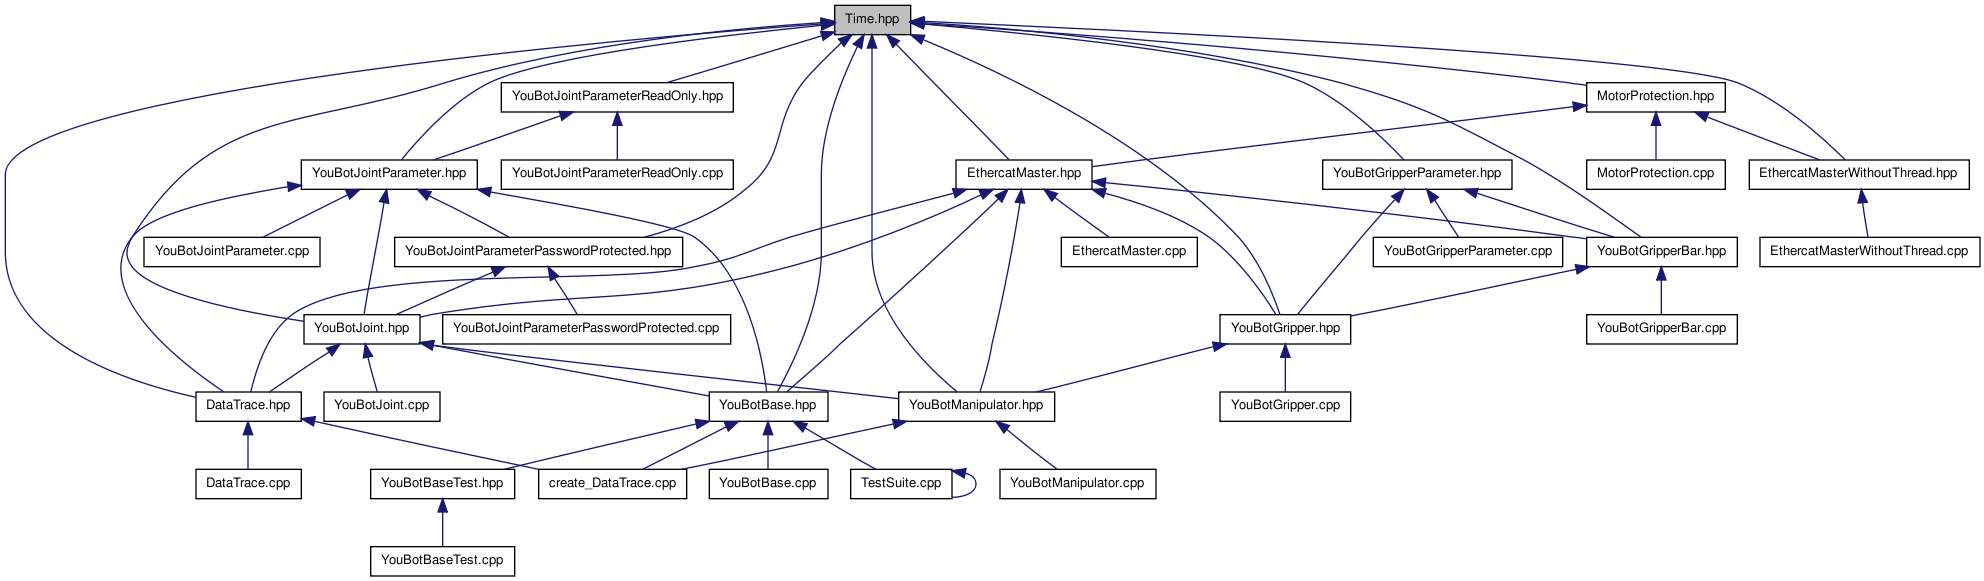 Time.hpp
YouBotJointParameterReadOnly.hpp
MotorProtection.hpp
YouBotJointParameter.hpp
YouBotJointParameterReadOnly.cpp
EthercatMaster.hpp
YouBotGripperParameter.hpp
MotorProtection.cpp
EthercatMasterWithoutThread.hpp
YouBotJointParameter.cpp
YouBotJointParameterPasswordProtected.hpp
EthercatMaster.cpp
YouBotGripperParameter.cpp
YouBotGripperBar.hpp
EthercatMasterWithoutThread.cpp
YouBotJoint.hpp
YouBotJointParameterPasswordProtected.cpp
YouBotGripper.hpp
YouBotGripperBar.cpp
DataTrace.hpp
YouBotJoint.cpp
YouBotBase.hpp
YouBotManipulator.hpp
YouBotGripper.cpp
DataTrace.cpp
YouBotBaseTest.hpp
create_DataTrace.cpp
YouBotBase.cpp
TestSuite.cpp
YouBotManipulator.cpp
YouBotBaseTest.cpp